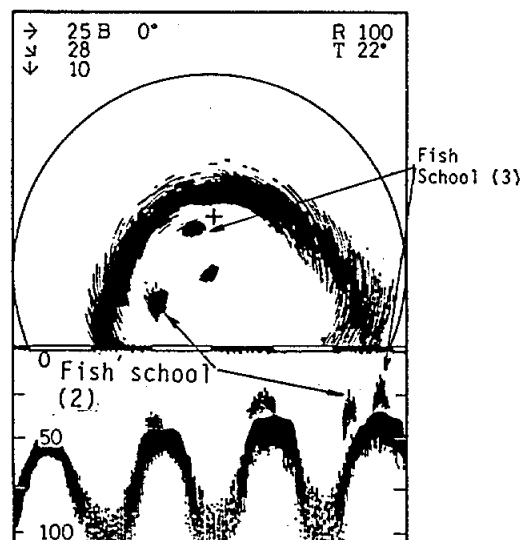 → 25 B 0° R 100
↘ 28 T 22°
↓ 10
Fish
School (3)
0
Fish school
(2)
50
100